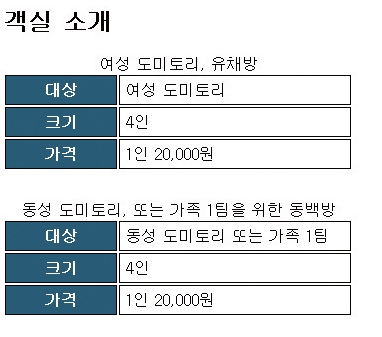 객실 소개
여성 도미토리, 유채방
대상 여성 도미토리
크기 4인
가격 1인 20,000원
동성 도미토리, 또는 가족 1팀을 위한 동백방
대상 동성 도미토리 또는 가족 1팀
크기 4인
가격 1인 20,000원